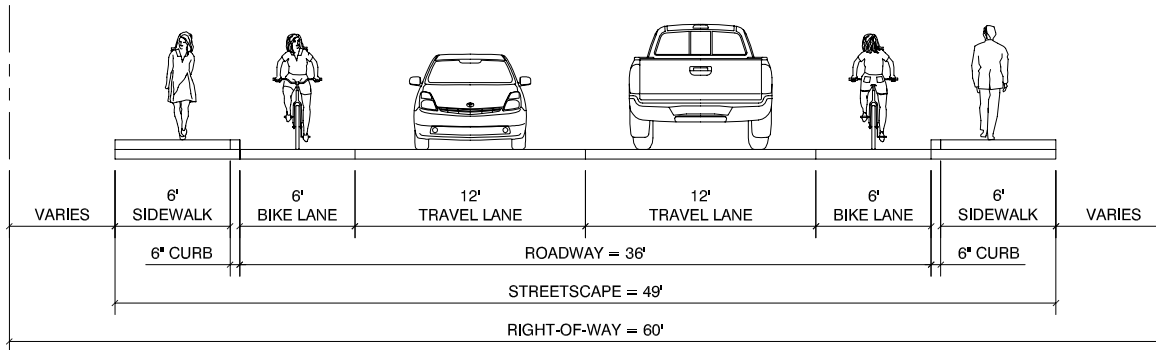 6' 6' 12' 12' 6' 6'
VARIES SIDEWALK BIKE LANE TRAVEL LANE TRAVEL LANE BIKE LANE SIDEWALK VARIES
6" CURB ROADWAY = 36' 6" CURB
STREETSCAPE = 49'
RIGHT-OF-WAY = 60'